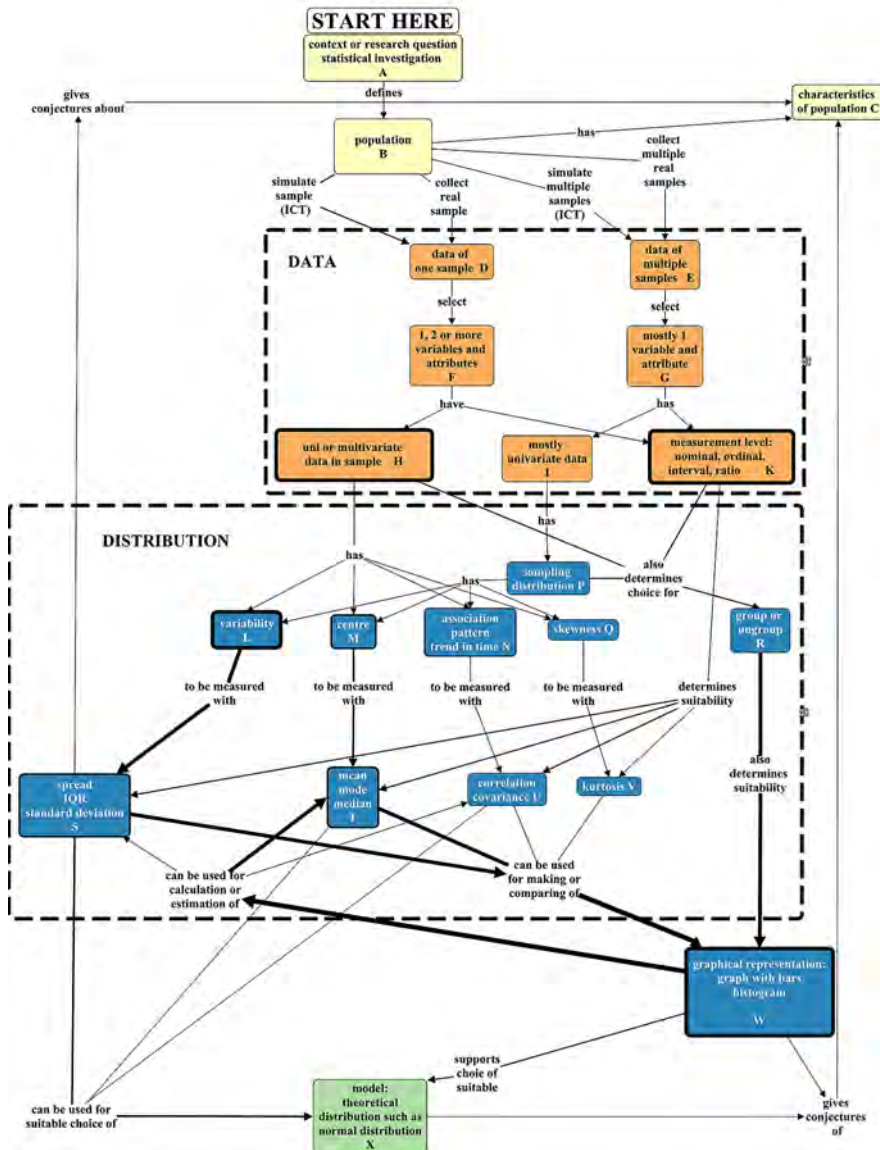 START HERE
context or research question
statistical investigation
A
defines
gives
conjectures about
characteristics
of population C
population
B
has
collect
multiple
real
samples
simulate
sample
(ICT)
collect
real
sample
simulate
multiple
samples
(ICT)
DATA
data of
one sample D
data of
multiple
samples E
select
select
1, 2 or more
variables and
attributes
F
mostly 1
variable and
attribute
G
have
has
uni or multivariate
data in sample H
mostly
univariate data
I
measurement level:
nominal, ordinal,
interval, ratio K
DISTRIBUTION
has
has
sampling
distribution P
also
determines
choice for
has
variability
L
centre
M
association
pattern
trend in time N
skewness Q
group or
ungroup
R
to be measured
with
to be measured
with
to be measured
with
to be measured
with
determines
suitability
also
determines
suitability
spread
IQR
standard deviation
S
mean
mode
median
T
correlation
covariance U
kurtosis V
can be used for
calculation or
estimation of
can be used
for making or
comparing of
graphical representation:
graph with bars
histogram
W
supports
choie of
suitable
can be used for
suitable choice of
model:
theoretical
distribution such as
normal distribution
X
gives
conjectures
of